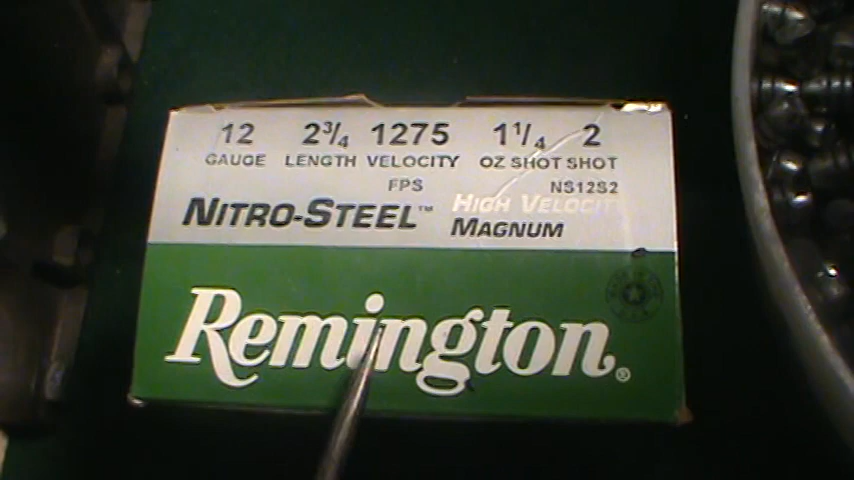 12 2¾ 1275 1¼ 2
GAUGE LENGTH VELOCITY OZ SHOT SHOT
FPS NS12S2
NITRO-STEEL™ HIGH VELOCITY
MAGNUM
Remington®